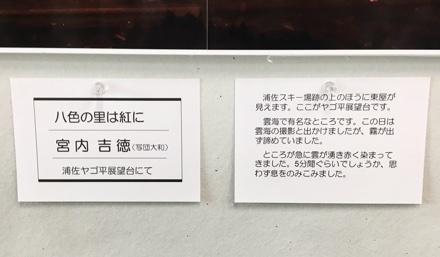 八色の里は紅に
宮内 吉徳(写団大和)
浦佐ヤゴ平展望台にて
浦佐スキー場跡の上のほうに東屋が
見えます。ここがヤゴ平展望台です。
雲海で有名なところです。この日は
雲海の撮影と出かけましたが、霧が出
ず諦めていました。
ところが急に雲が湧き赤く染まって
きました。5分間ぐらいでしょうか、思
わず息をのみこみました。